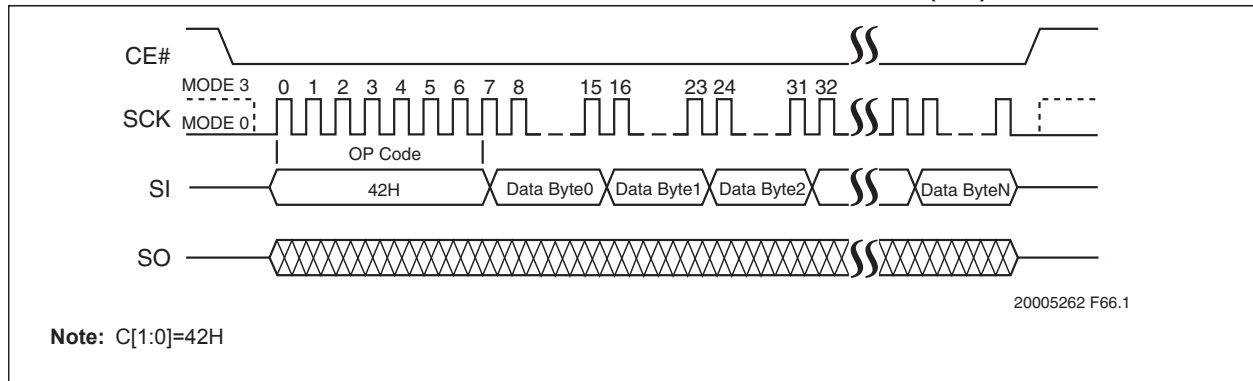 CE#
MODE 3 0 1 2 3 4 5 6 7 8 15 16 23 24 31 32
SCK MODE 0
OP Code
SI 42H Data Byte0 Data Byte1 Data Byte2 Data ByteN
SO
20005262 F66.1
Note: C[1:0]=42H